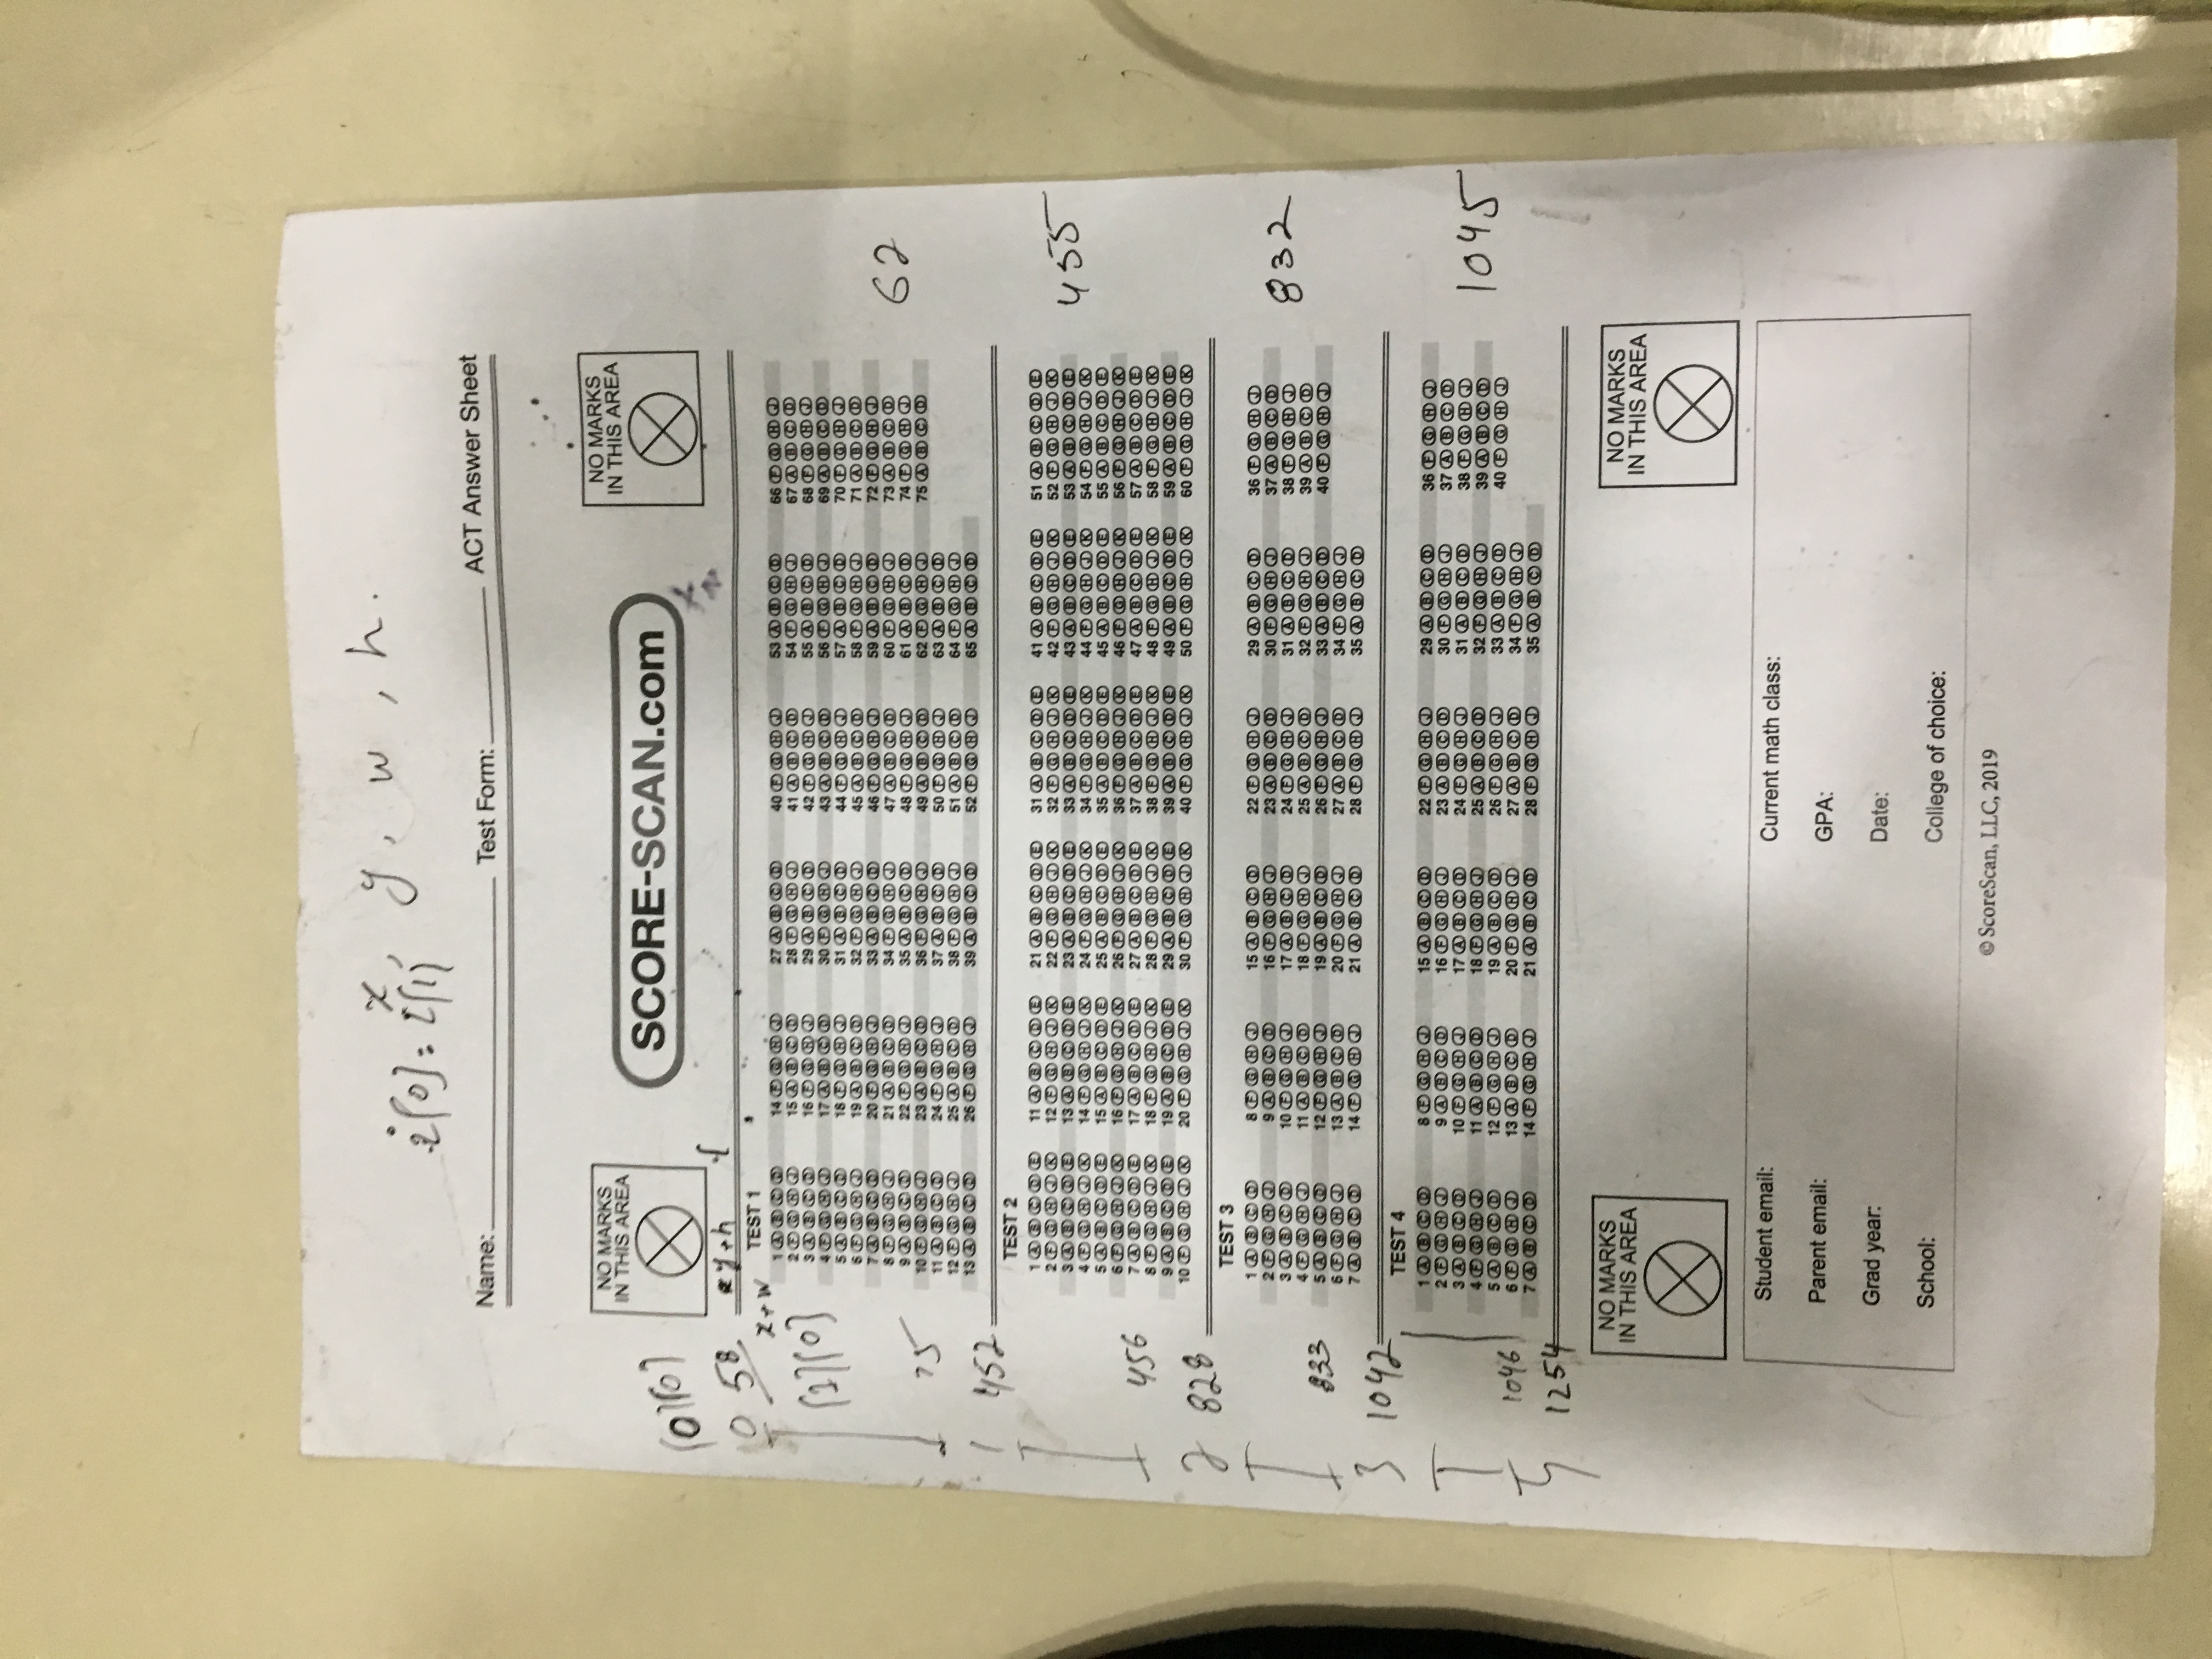 x, y, w, h.
i[0]: i[1]
Name: Test Form: ACT Answer Sheet
NO MARKS IN THIS AREA
SCORE-SCAN.com
NO MARKS IN THIS AREA
[0][0]
0 58
y+h
x+w
[2][0]
TEST 1
1 A B C D 14 F G H J 27 A B C D 40 F G H J 53 A B C D 66 F G H J
2 F G H J 15 A B C D 28 F G H J 41 A B C D 54 F G H J 67 A B C D
3 A B C D 16 F G H J 29 A B C D 42 F G H J 55 A B C D 68 F G H J
4 F G H J 17 A B C D 30 F G H J 43 A B C D 56 F G H J 69 A B C D
5 A B C D 18 F G H J 31 A B C D 44 F G H J 57 A B C D 70 F G H J
6 F G H J 19 A B C D 32 F G H J 45 A B C D 58 F G H J 71 A B C D
7 A B C D 20 F G H J 33 A B C D 46 F G H J 59 A B C D 72 F G H J
8 F G H J 21 A B C D 34 F G H J 47 A B C D 60 F G H J 73 A B C D
62
9 A B C D 22 F G H J 35 A B C D 48 F G H J 61 A B C D 74 F G H J
75
10 F G H J 23 A B C D 36 F G H J 49 A B C D 62 F G H J 75 A B C D
11 A B C D 24 F G H J 37 A B C D 50 F G H J 63 A B C D
12 F G H J 25 A B C D 38 F G H J 51 A B C D 64 F G H J
13 A B C D 26 F G H J 39 A B C D 52 F G H J 65 A B C D
1 452
TEST 2
1 A B C D E 11 A B C D E 21 A B C D E 31 A B C D E 41 A B C D E 51 A B C D E
2 F G H J K 12 F G H J K 22 F G H J K 32 F G H J K 42 F G H J K 52 F G H J K
3 A B C D E 13 A B C D E 23 A B C D E 33 A B C D E 43 A B C D E 53 A B C D E
455
4 F G H J K 14 F G H J K 24 F G H J K 34 F G H J K 44 F G H J K 54 F G H J K
5 A B C D E 15 A B C D E 25 A B C D E 35 A B C D E 45 A B C D E 55 A B C D E
6 F G H J K 16 F G H J K 26 F G H J K 36 F G H J K 46 F G H J K 56 F G H J K
456
7 A B C D E 17 A B C D E 27 A B C D E 37 A B C D E 47 A B C D E 57 A B C D E
8 F G H J K 18 F G H J K 28 F G H J K 38 F G H J K 48 F G H J K 58 F G H J K
9 A B C D E 19 A B C D E 29 A B C D E 39 A B C D E 49 A B C D E 59 A B C D E
10 F G H J K 20 F G H J K 30 F G H J K 40 F G H J K 50 F G H J K 60 F G H J K
2 828
TEST 3
1 A B C D 8 F G H J 15 A B C D 22 F G H J 29 A B C D 36 F G H J
2 F G H J 9 A B C D 16 F G H J 23 A B C D 30 F G H J 37 A B C D
832
3 A B C D 10 F G H J 17 A B C D 24 F G H J 31 A B C D 38 F G H J
4 F G H J 11 A B C D 18 F G H J 25 A B C D 32 F G H J 39 A B C D
833
5 A B C D 12 F G H J 19 A B C D 26 F G H J 33 A B C D 40 F G H J
6 F G H J 13 A B C D 20 F G H J 27 A B C D 34 F G H J
7 A B C D 14 F G H J 21 A B C D 28 F G H J 35 A B C D
3 1042
TEST 4
1 A B C D 8 F G H J 15 A B C D 22 F G H J 29 A B C D 36 F G H J
2 F G H J 9 A B C D 16 F G H J 23 A B C D 30 F G H J 37 A B C D
3 A B C D 10 F G H J 17 A B C D 24 F G H J 31 A B C D 38 F G H J
4 F G H J 11 A B C D 18 F G H J 25 A B C D 32 F G H J 39 A B C D
1045
5 A B C D 12 F G H J 19 A B C D 26 F G H J 33 A B C D 40 F G H J
1046
6 F G H J 13 A B C D 20 F G H J 27 A B C D 34 F G H J
7 A B C D 14 F G H J 21 A B C D 28 F G H J 35 A B C D
1254
NO MARKS IN THIS AREA
NO MARKS IN THIS AREA
Student email: Current math class:
Parent email: GPA:
Grad year: Date:
School: College of choice:
© ScoreScan, LLC, 2019